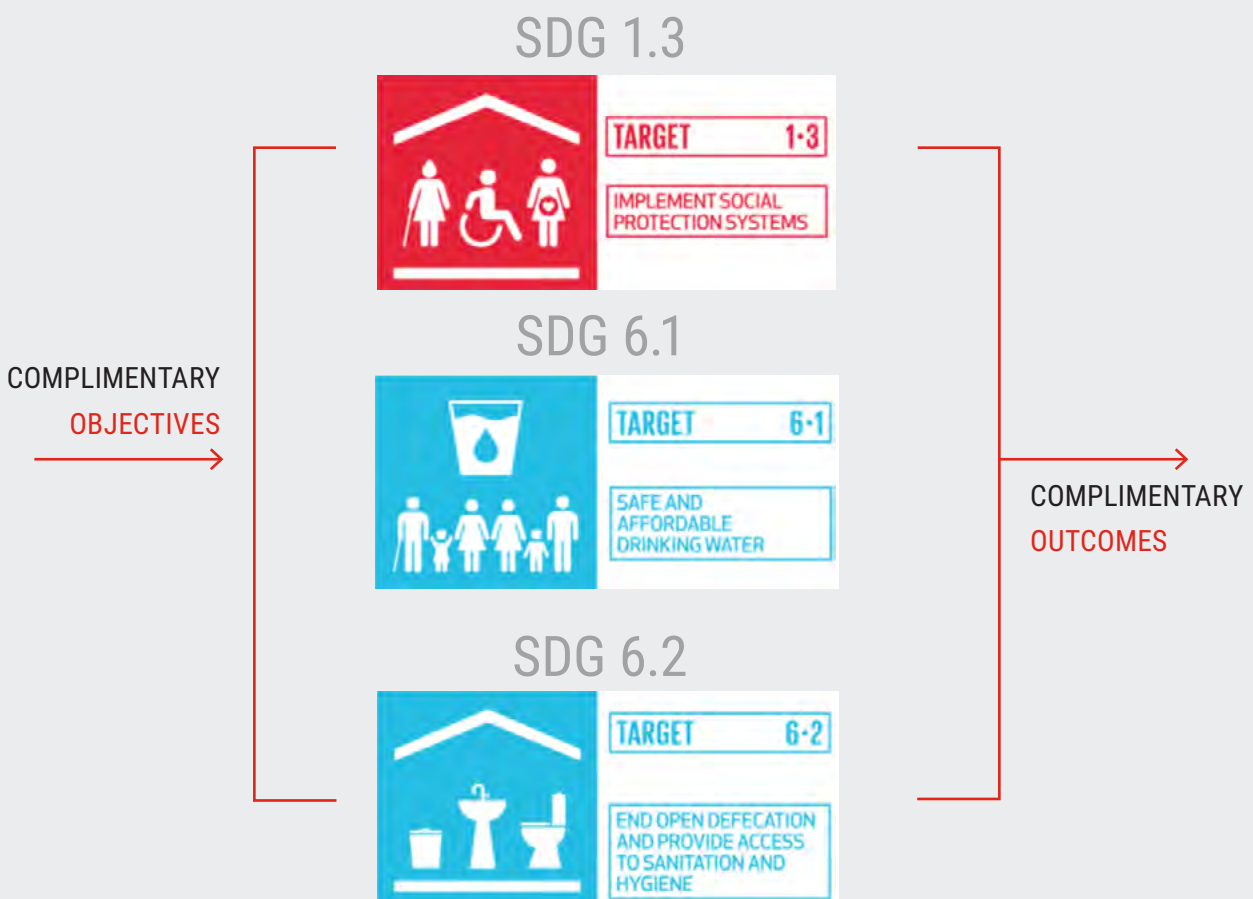 SDG 1.3
TARGET 1·3
IMPLEMENT SOCIAL
PROTECTION SYSTEMS
SDG 6.1
COMPLIMENTARY
OBJECTIVES
TARGET 6·1
SAFE AND
AFFORDABLE
DRINKING WATER
COMPLIMENTARY
OUTCOMES
SDG 6.2
TARGET 6·2
END OPEN DEFECATION
AND PROVIDE ACCESS
TO SANITATION AND
HYGIENE